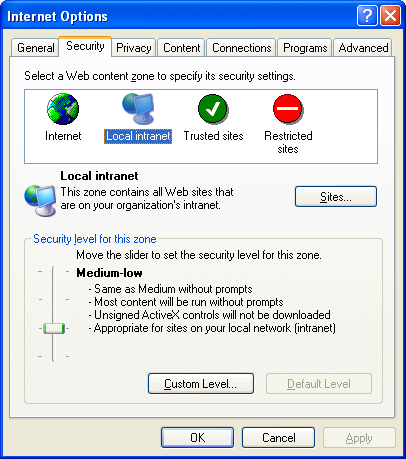 Internet Options
General Security Privacy Content Connections Programs Advanced
Select a Web content zone to specify its security settings.
Internet Local intranet Trusted sites Restricted sites
Local intranet
This zone contains all Web sites that
are on your organization's intranet.
Sites...
Security level for this zone
Move the slider to set the security level for this zone.
Medium-low
- Same as Medium without prompts
- Most content will be run without prompts
- Unsigned ActiveX controls will not be downloaded
- Appropriate for sites on your local network (intranet)
Custom Level... Default Level
OK Cancel Apply